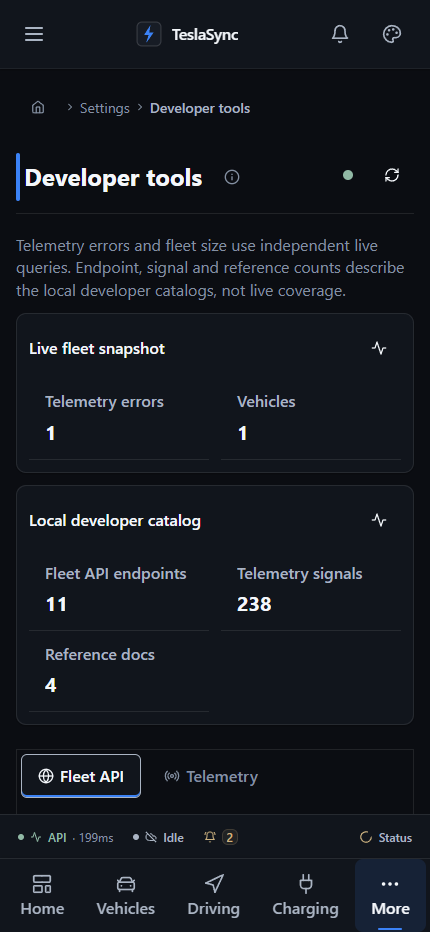 TeslaSync
Settings
Developer tools
Developer tools
Telemetry errors and fleet size use independent live
queries. Endpoint, signal and reference counts describe
the local developer catalogs, not live coverage.
Live fleet snapshot
Telemetry errors
1
Vehicles
1
Local developer catalog
Fleet API endpoints
11
Telemetry signals
238
Reference docs
4
Fleet API
Telemetry
API · 199ms
Idle
2
Status
Home
Vehicles
Driving
Charging
More